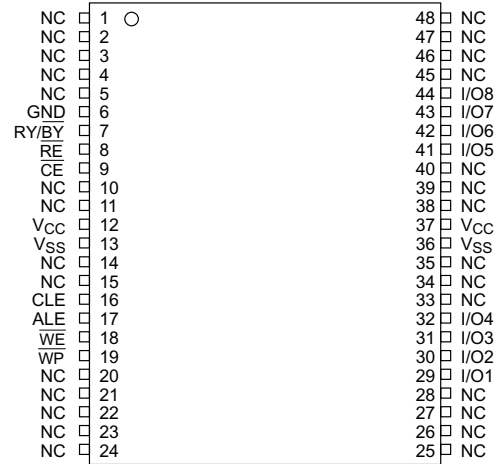 NC 1 48 NC
NC 2 47 NC
NC 3 46 NC
NC 4 45 NC
NC 5 44 I/O8
GND 6 43 I/O7
RY/BY 7 42 I/O6
RE 8 41 I/O5
CE 9 40 NC
NC 10 39 NC
NC 11 38 NC
VCC 12 37 VCC
VSS 13 36 VSS
NC 14 35 NC
NC 15 34 NC
CLE 16 33 NC
ALE 17 32 I/O4
WE 18 31 I/O3
WP 19 30 I/O2
NC 20 29 I/O1
NC 21 28 NC
NC 22 27 NC
NC 23 26 NC
NC 24 25 NC